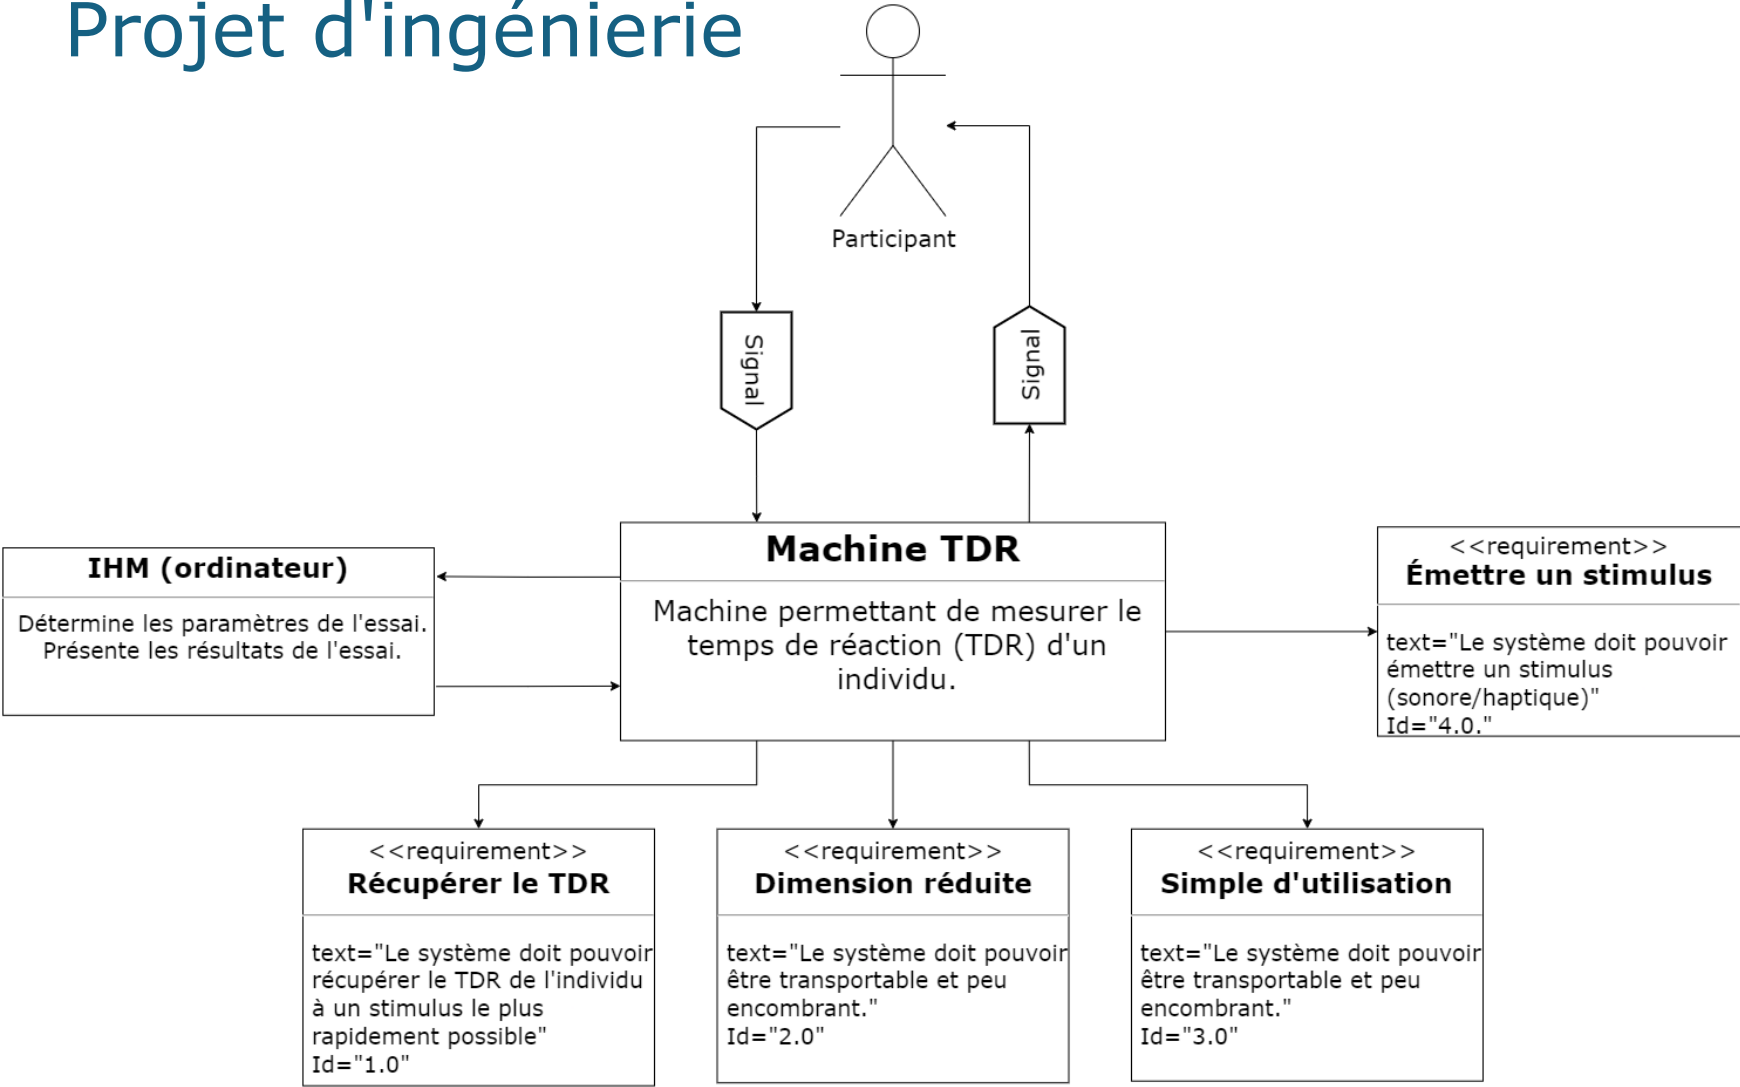 Projet d'ingénierie
Participant
Signal
Signal
IHM (ordinateur)
Détermine les paramètres de l'essai.
Présente les résultats de l'essai.
Machine TDR
Machine permettant de mesurer le
temps de réaction (TDR) d'un
individu.
<<requirement>>
Émettre un stimulus
text="Le système doit pouvoir
émettre un stimulus
(sonore/haptique)"
Id="4.0."
<<requirement>>
Récupérer le TDR
text="Le système doit pouvoir
récupérer le TDR de l'individu
à un stimulus le plus
rapidement possible"
Id="1.0"
<<requirement>>
Dimension réduite
text="Le système doit pouvoir
être transportable et peu
encombrant."
Id="2.0"
<<requirement>>
Simple d'utilisation
text="Le système doit pouvoir
être transportable et peu
encombrant."
Id="3.0"